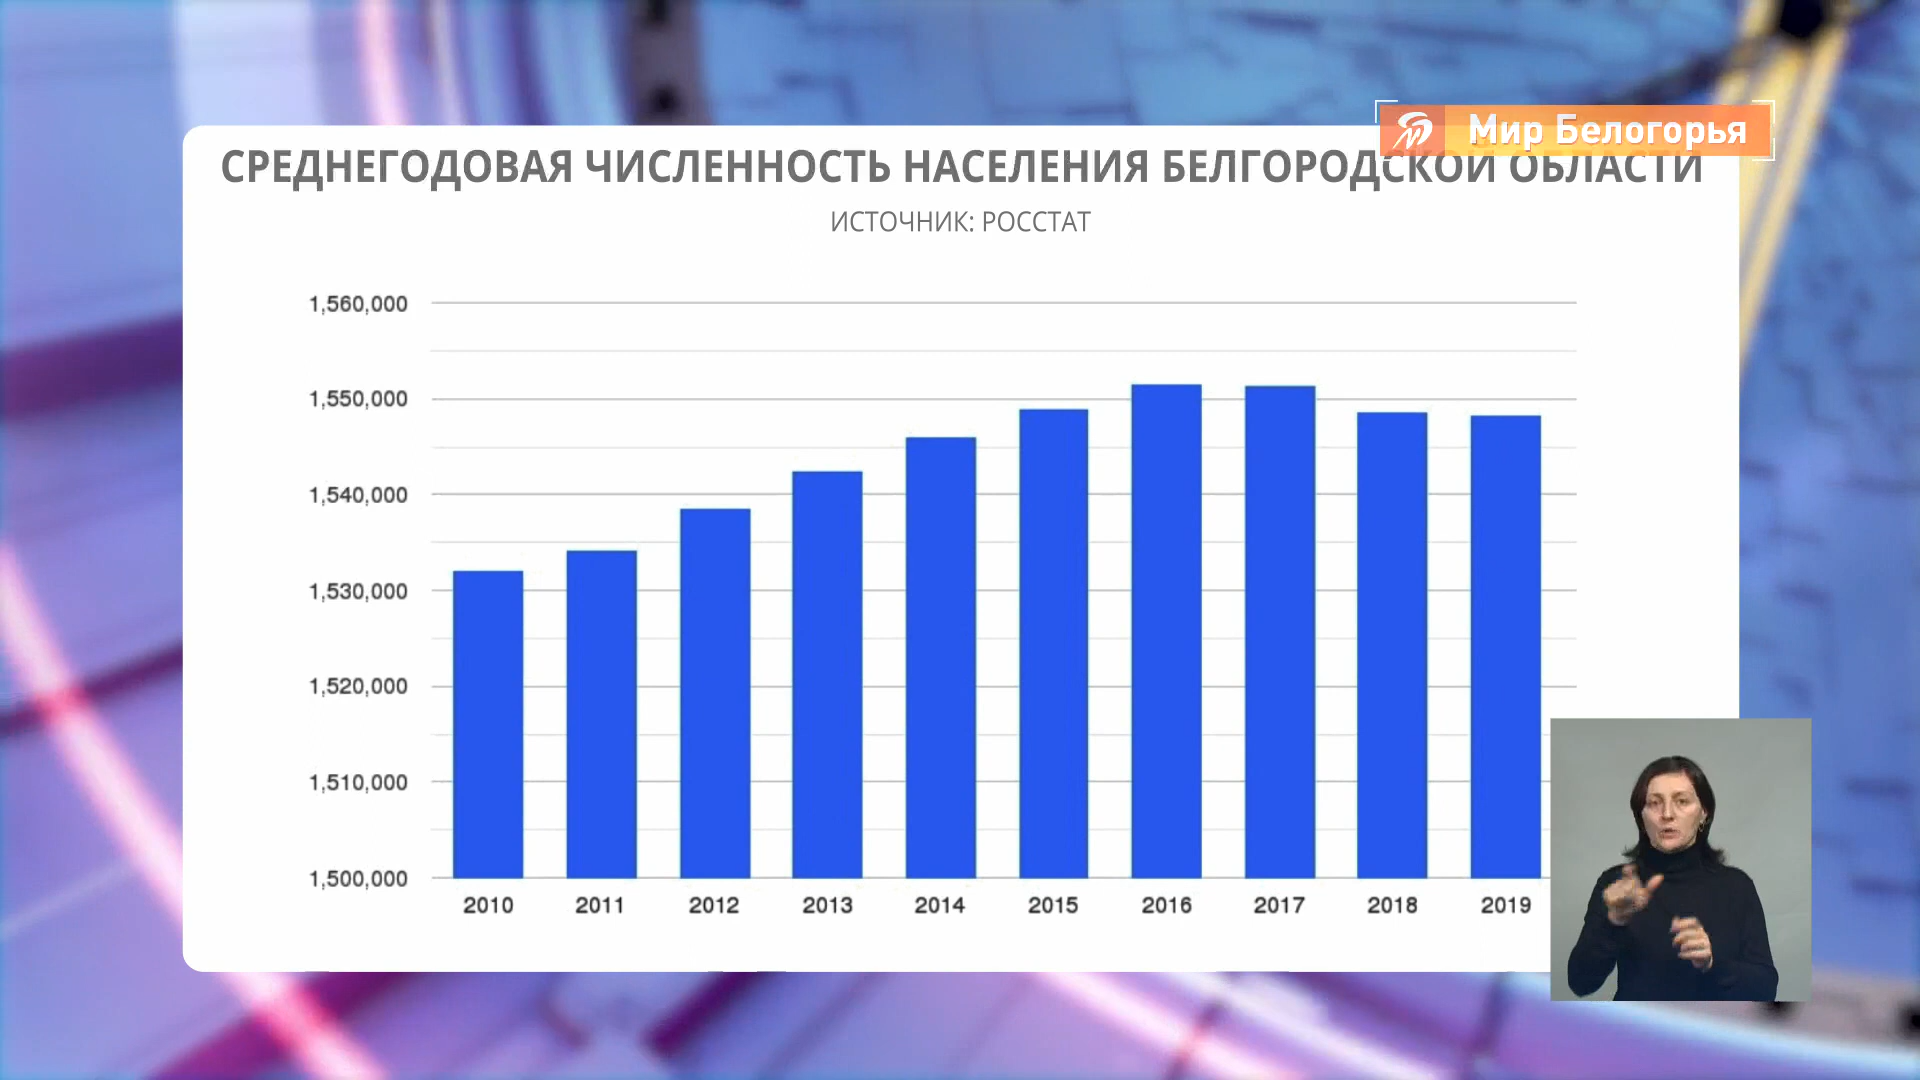 Мир Белогорья
СРЕДНЕГОДОВАЯ ЧИСЛЕННОСТЬ НАСЕЛЕНИЯ БЕЛГОРОДСКОЙ ОБЛАСТИ
ИСТОЧНИК: РОССТАТ
1,560,000
1,550,000
1,540,000
1,530,000
1,520,000
1,510,000
1,500,000
2010 2011 2012 2013 2014 2015 2016 2017 2018 2019